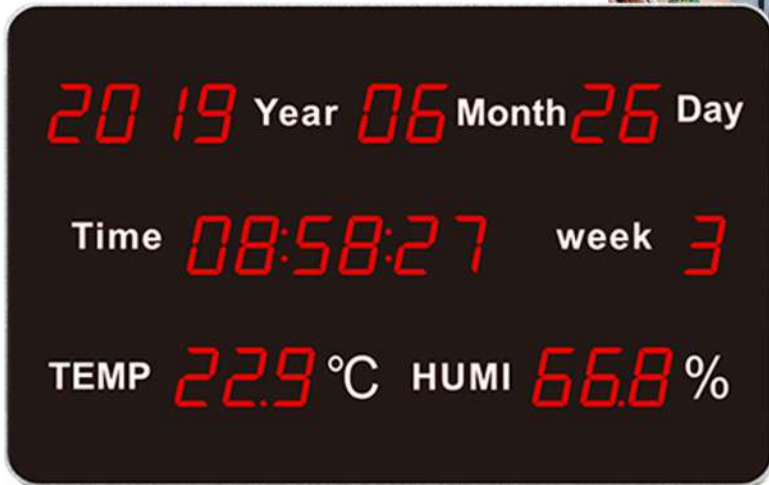 2019 Year 06 Month 26 Day
Time 08:58:27 week 3
TEMP 22.9 ℃ HUMI 66.8 %